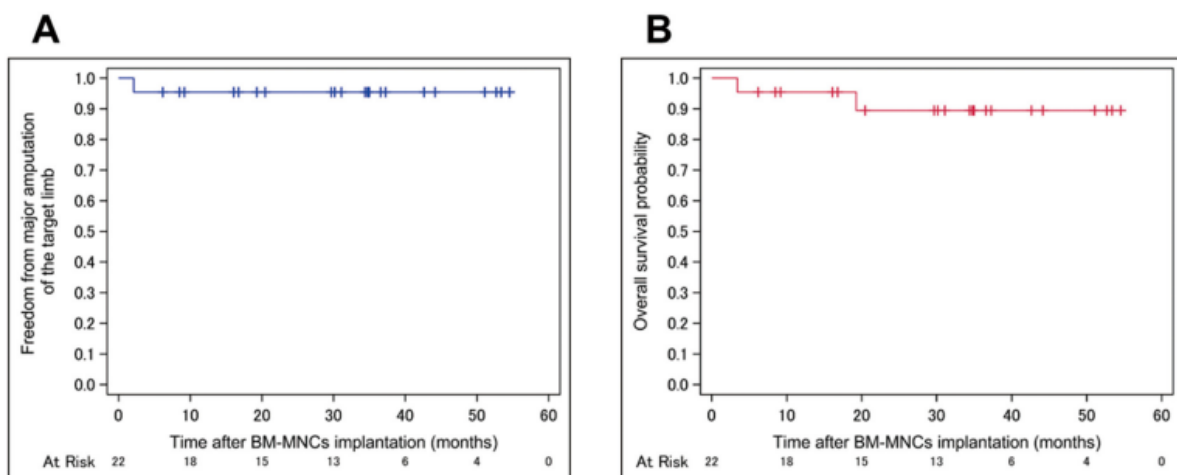 A
Freedom from major amputation
of the target limb
1.0
0.9
0.8
0.7
0.6
0.5
0.4
0.3
0.2
0.1
0.0
0 10 20 30 40 50 60
Time after BM-MNCs implantation (months)
At Risk 22 18 15 13 6 4 0
B
Overall survival probability
1.0
0.9
0.8
0.7
0.6
0.5
0.4
0.3
0.2
0.1
0.0
0 10 20 30 40 50 60
Time after BM-MNCs implantation (months)
At Risk 22 18 15 13 6 4 0